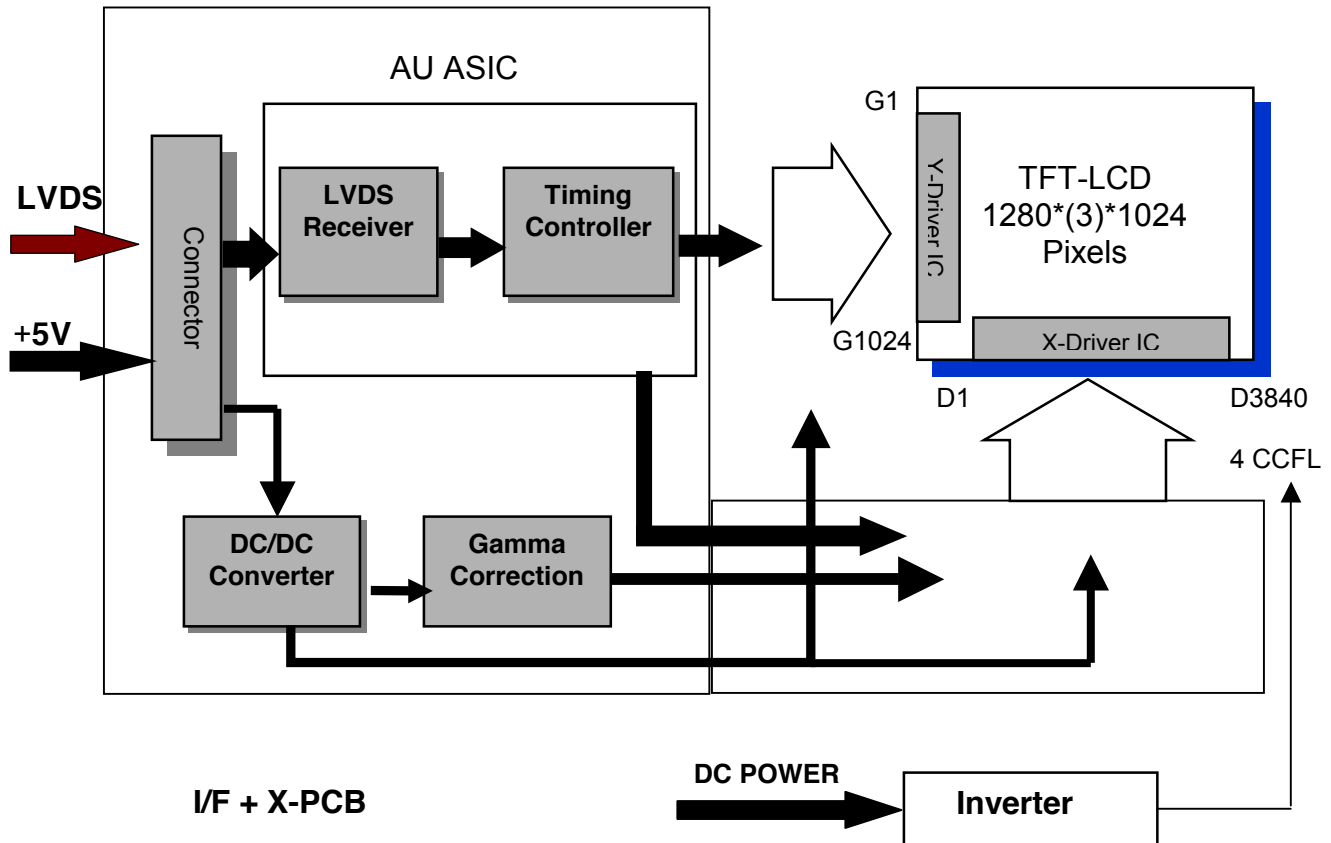 AU ASIC
G1
LVDS
Connector
LVDS
Receiver
Timing
Controller
Y-Driver IC
TFT-LCD
1280*(3)*1024
Pixels
+5V
G1024
X-Driver IC
D1
D3840
4 CCFL
DC/DC
Converter
Gamma
Correction
I/F + X-PCB
DC POWER
Inverter